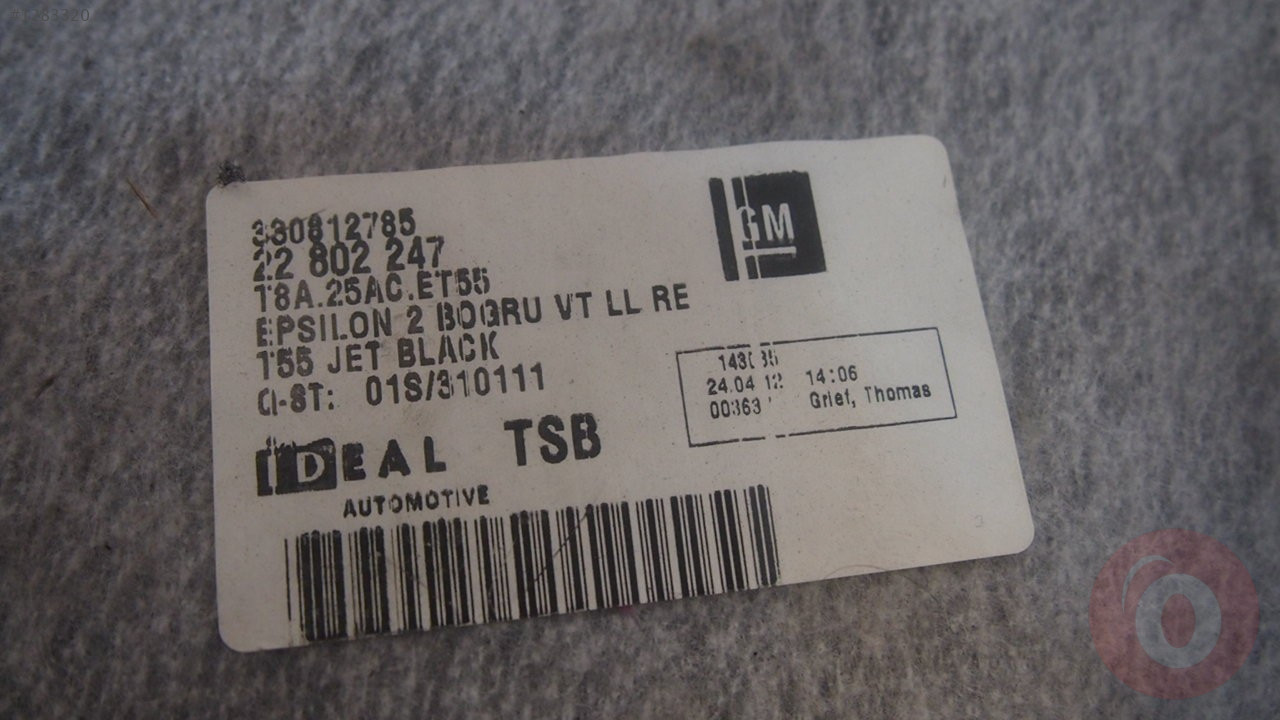 330812785
22 802 247
T8A.25AC.ET55
EPSILON 2 BOGRU VT LL RE
T55 JET BLACK
Q-ST: 01S/310111
GM
24.04.12 14:06
00363 Grief, Thomas
IDEAL TSB
AUTOMOTIVE